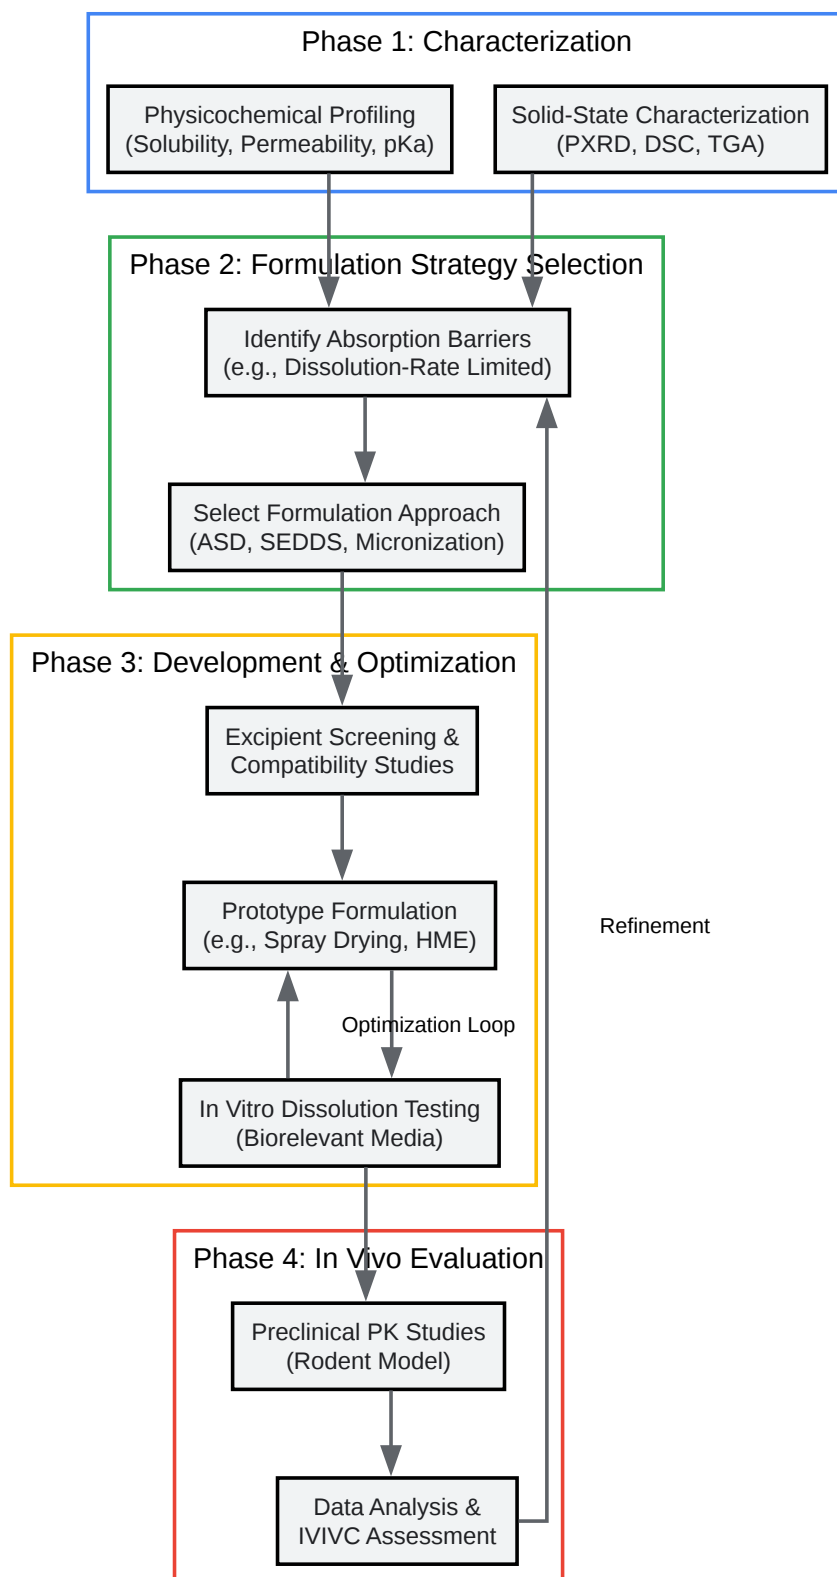 Phase 1: Characterization
Physicochemical Profiling
(Solubility, Permeability, pKa)
Solid-State Characterization
(PXRD, DSC, TGA)
Phase 2: Formulation Strategy Selection
Identify Absorption Barriers
(e.g., Dissolution-Rate Limited)
Select Formulation Approach
(ASD, SEDDS, Micronization)
Phase 3: Development & Optimization
Excipient Screening &
Compatibility Studies
Prototype Formulation
(e.g., Spray Drying, HME)
Refinement
Optimization Loop
In Vitro Dissolution Testing
(Biorelevant Media)
Phase 4: In Vivo Evaluation
Preclinical PK Studies
(Rodent Model)
Data Analysis &
IVIVC Assessment